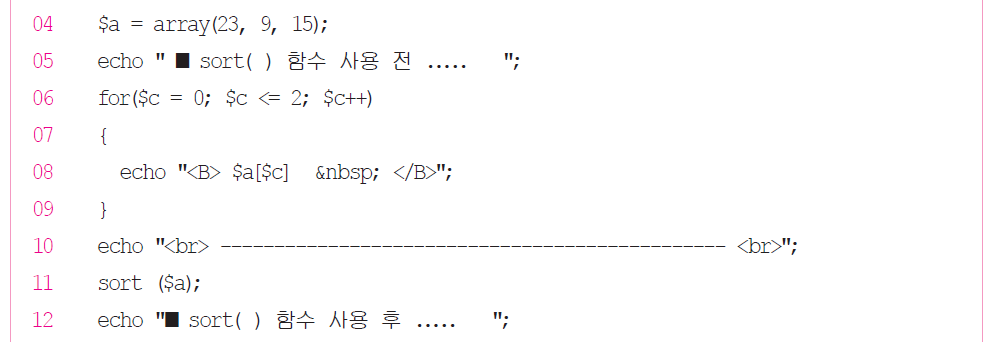 04 $a = array(23, 9, 15);
05 echo " ■ sort( ) 함수 사용 전 ..... ";
06 for($c = 0; $c <= 2; $c++)
07 {
08 echo "<B> $a[$c] &nbsp; </B>";
09 }
10 echo "<br> ----------------------------------------------- <br>";
11 sort ($a);
12 echo "■ sort( ) 함수 사용 후 ..... ";